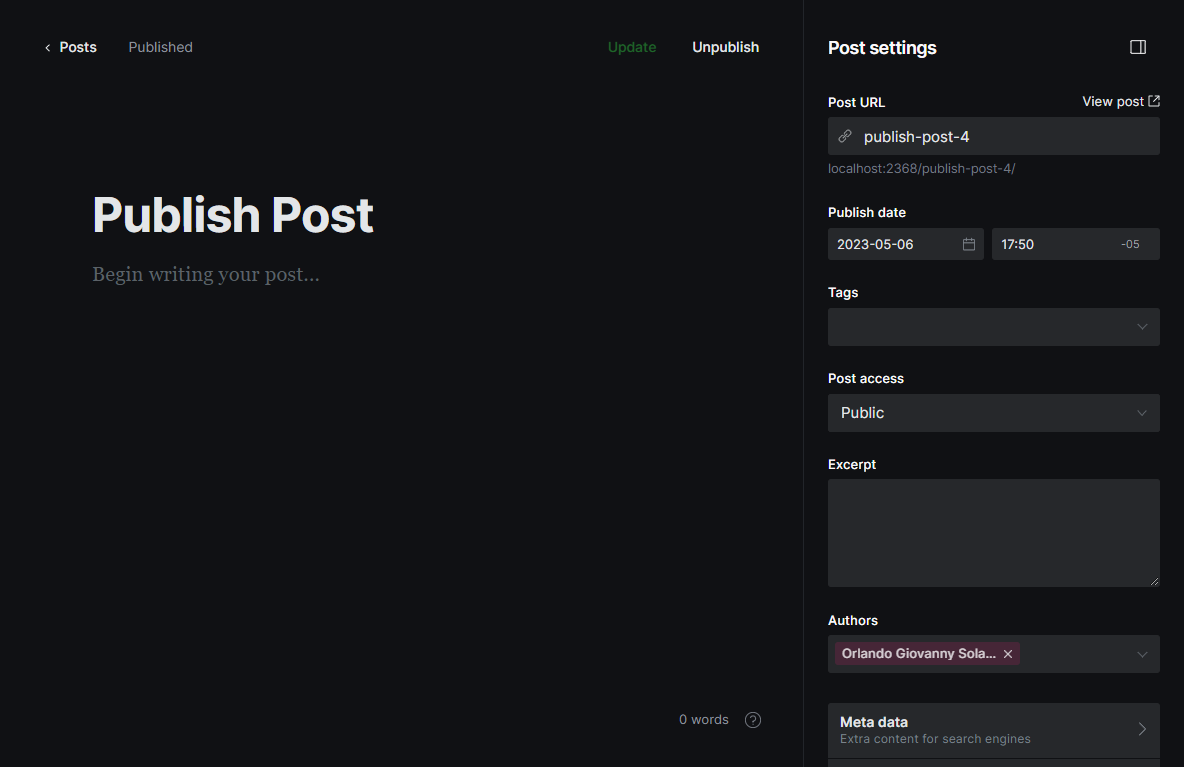 Posts Published Update Unpublish
Publish Post
Begin writing your post...
0 words
Post settings
Post URL View post
publish-post-4
localhost:2368/publish-post-4/
Publish date
2023-05-06 17:50 -05
Tags
Post access
Public
Excerpt
Authors
Orlando Giovanny Sola... ×
Meta data
Extra content for search engines